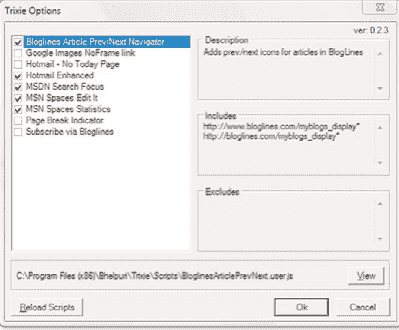 Trixie Options
ver: 0.2.3
Bloglines Article Prev/Next Navigator
Google Images NoFrame link
Hotmail - No Today Page
Hotmail Enhanced
MSDN Search Focus
MSN Spaces Edit It
MSN Spaces Statistics
Page Break Indicator
Subscribe via Bloglines
Description
Adds prev/next icons for articles in BlogLines
Includes
http://www.bloglines.com/myblogs_display*
http://bloglines.com/myblogs_display*
Excludes
C:\Program Files (x86)\Bhelpuri\Trixie\Scripts\BloglinesArticlePrevNext.user.js
View
Reload Scripts
Ok
Cancel